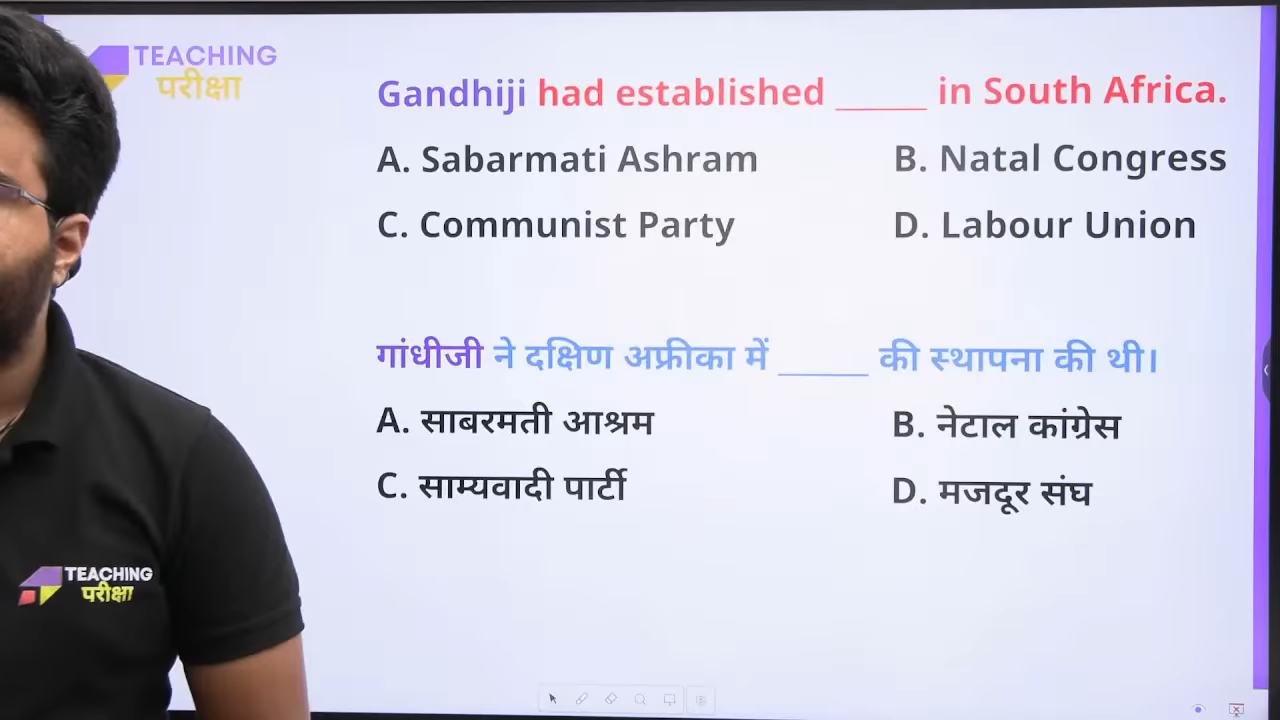 TEACHING
परीक्षा
Gandhiji had established ______ in South Africa.
A. Sabarmati Ashram B. Natal Congress
C. Communist Party D. Labour Union
गांधीजी ने दक्षिण अफ्रीका में ______ की स्थापना की थी।
A. साबरमती आश्रम B. नेटाल कांग्रेस
C. साम्यवादी पार्टी D. मजदूर संघ
TEACHING
परीक्षा